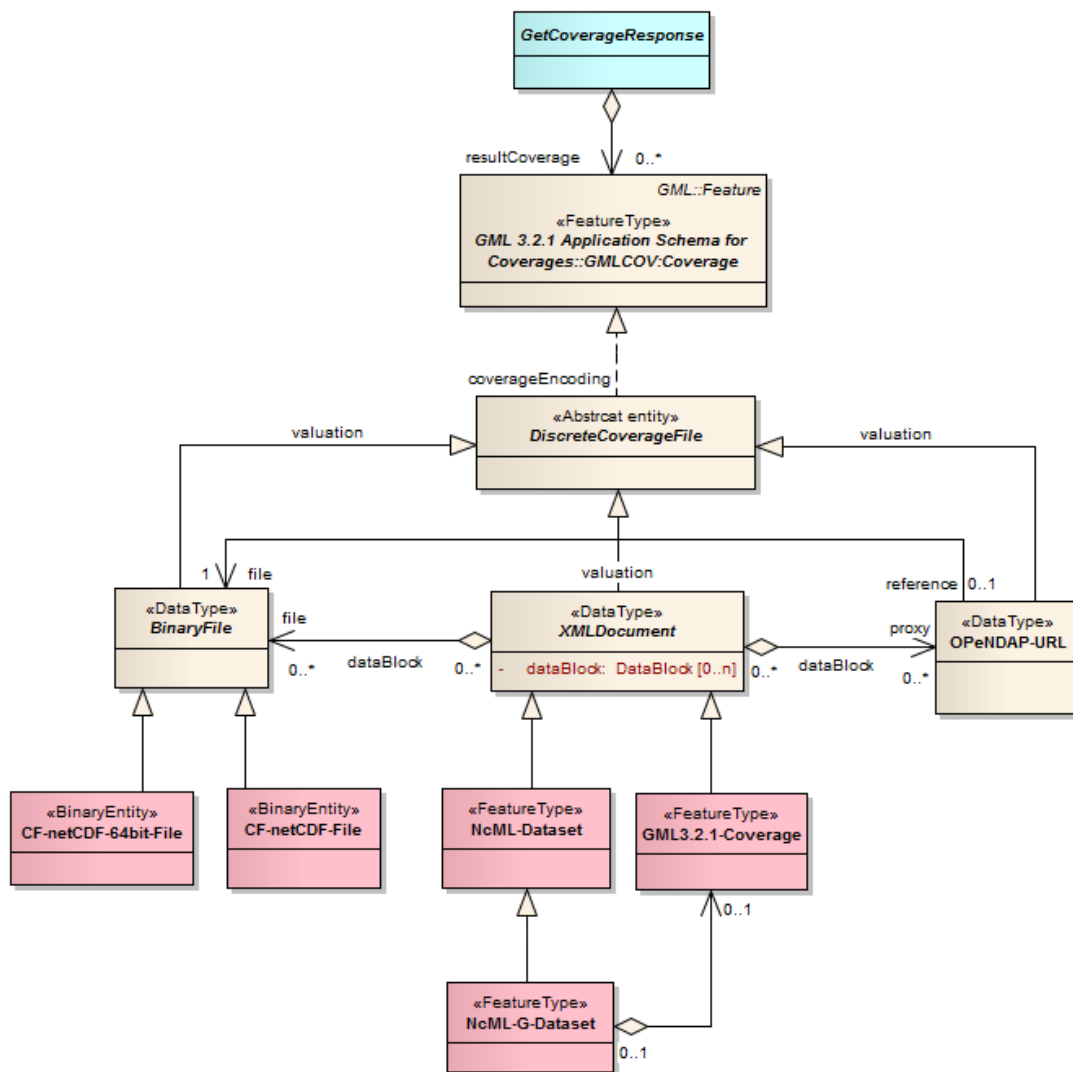 GetCoverageResponse
resultCoverage
0..*
GML::Feature
«FeatureType»
GML 3.2.1 Application Schema for
Coverages::GMLCOV:Coverage
coverageEncoding
«Abstrcat entity»
DiscreteCoverageFile
valuation
valuation
1
file
valuation
reference
0..1
«DataType»
BinaryFile
file
0..*
dataBlock
0..*
«DataType»
XMLDocument
- dataBlock: DataBlock [0..n]
0..*
dataBlock
proxy
0..*
«DataType»
OPeNDAP-URL
«BinaryEntity»
CF-netCDF-64bit-File
«BinaryEntity»
CF-netCDF-File
«FeatureType»
NcML-Dataset
«FeatureType»
GML3.2.1-Coverage
0..1
«FeatureType»
NcML-G-Dataset
0..1